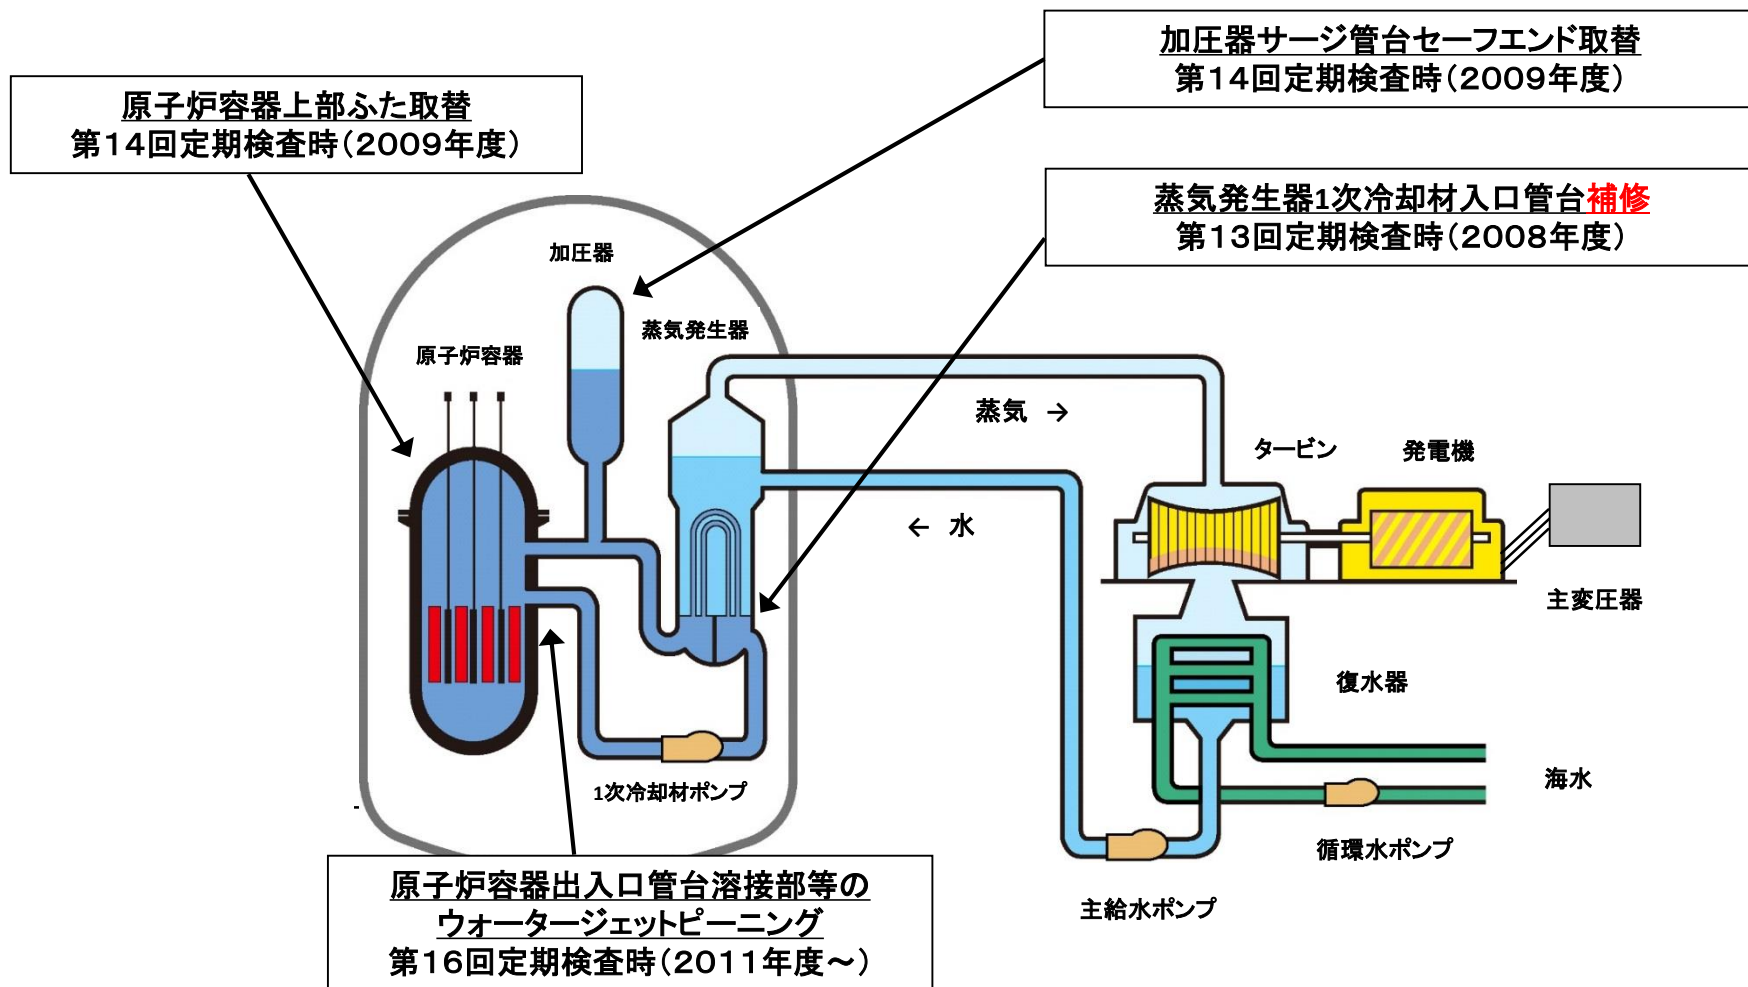 加圧器サージ管台セーフエンド取替
第14回定期検査時(2009年度)
原子炉容器上部ふた取替
第14回定期検査時(2009年度)
蒸気発生器1次冷却材入口管台補修
第13回定期検査時(2008年度)
加圧器
蒸気発生器
原子炉容器
蒸気 →
タービン
発電機
← 水
主変圧器
復水器
海水
1次冷却材ポンプ
循環水ポンプ
主給水ポンプ
原子炉容器出入口管台溶接部等の
ウォータージェットピーニング
第16回定期検査時(2011年度～)